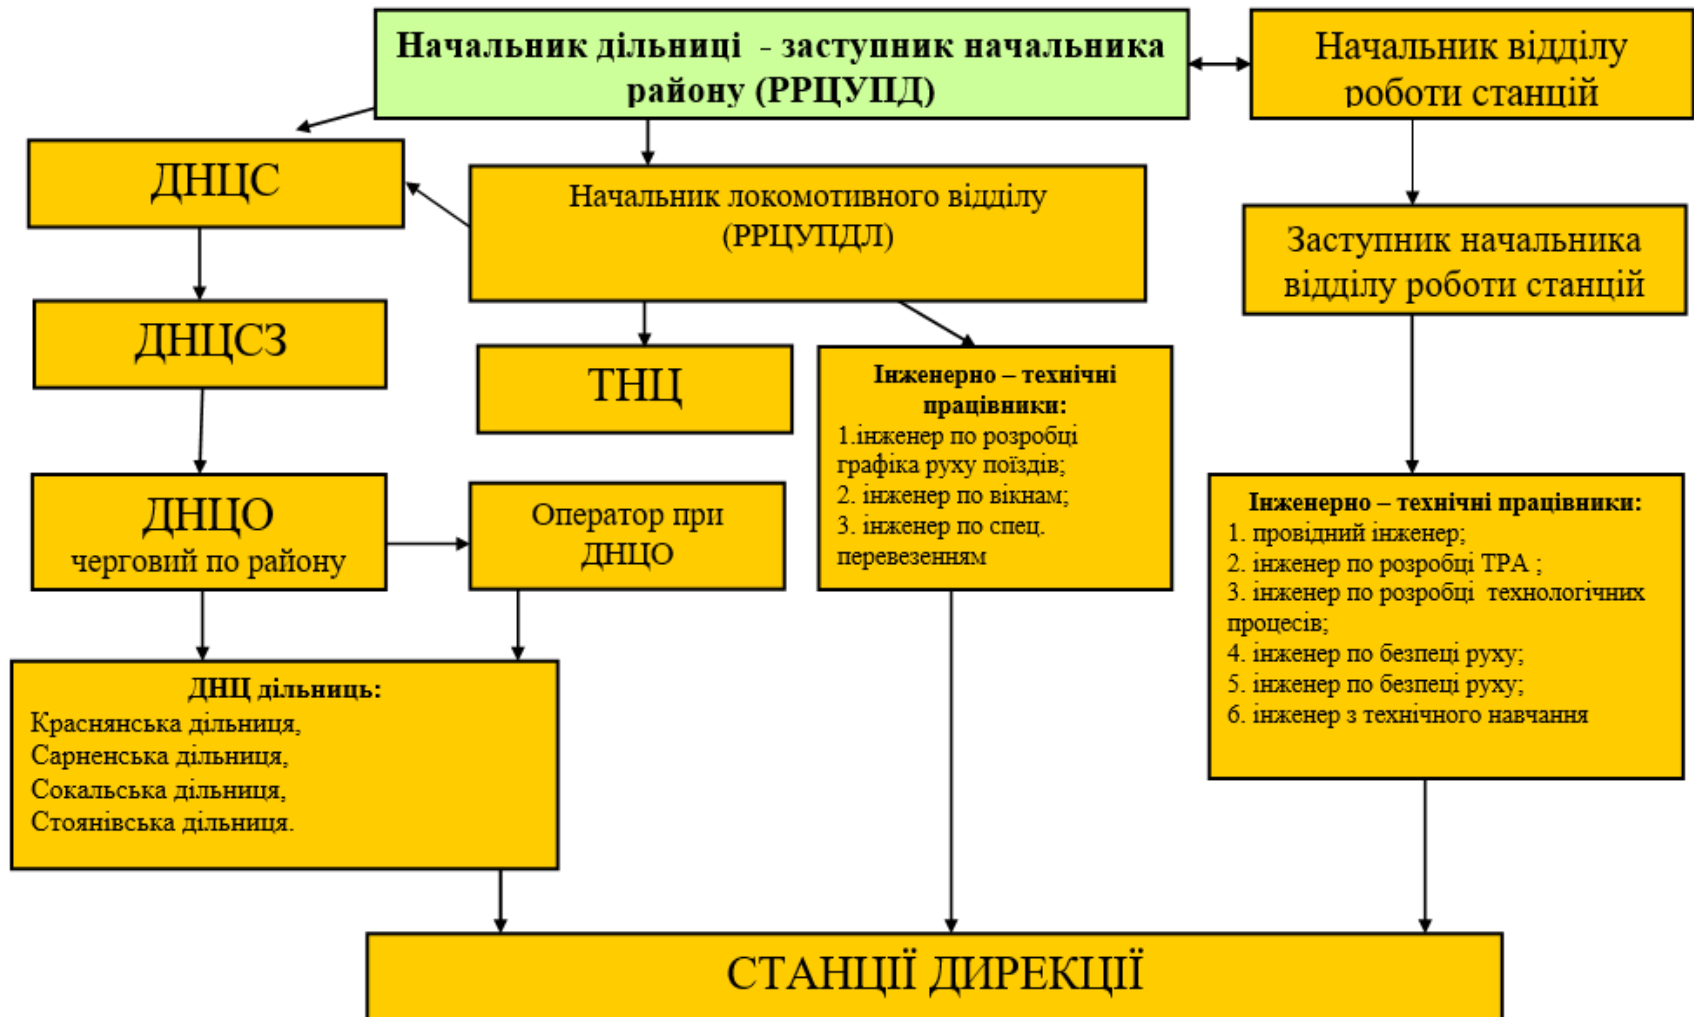 Начальник дільниці - заступник начальника
району (РРЦУПД)
Начальник відділу
роботи станцій
ДНЦС
Начальник локомотивного відділу
(РРЦУПДЛ)
Заступник начальника
відділу роботи станцій
ДНЦСЗ
ТНЦ
Інженерно – технічні
працівники:
1.інженер по розробці
графіка руху поїздів;
2. інженер по вікнам;
3. інженер по спец.
перевезенням
ДНЦО
черговий по району
Оператор при
ДНЦО
Інженерно – технічні працівники:
1. провідний інженер;
2. інженер по розробці ТРА ;
3. інженер по розробці технологічних
процесів;
4. інженер по безпеці руху;
5. інженер по безпеці руху;
6. інженер з технічного навчання
ДНЦ дільниць:
Краснянська дільниця,
Сарненська дільниця,
Сокальська дільниця,
Стоянівська дільниця.
СТАНЦІЇ ДИРЕКЦІЇ